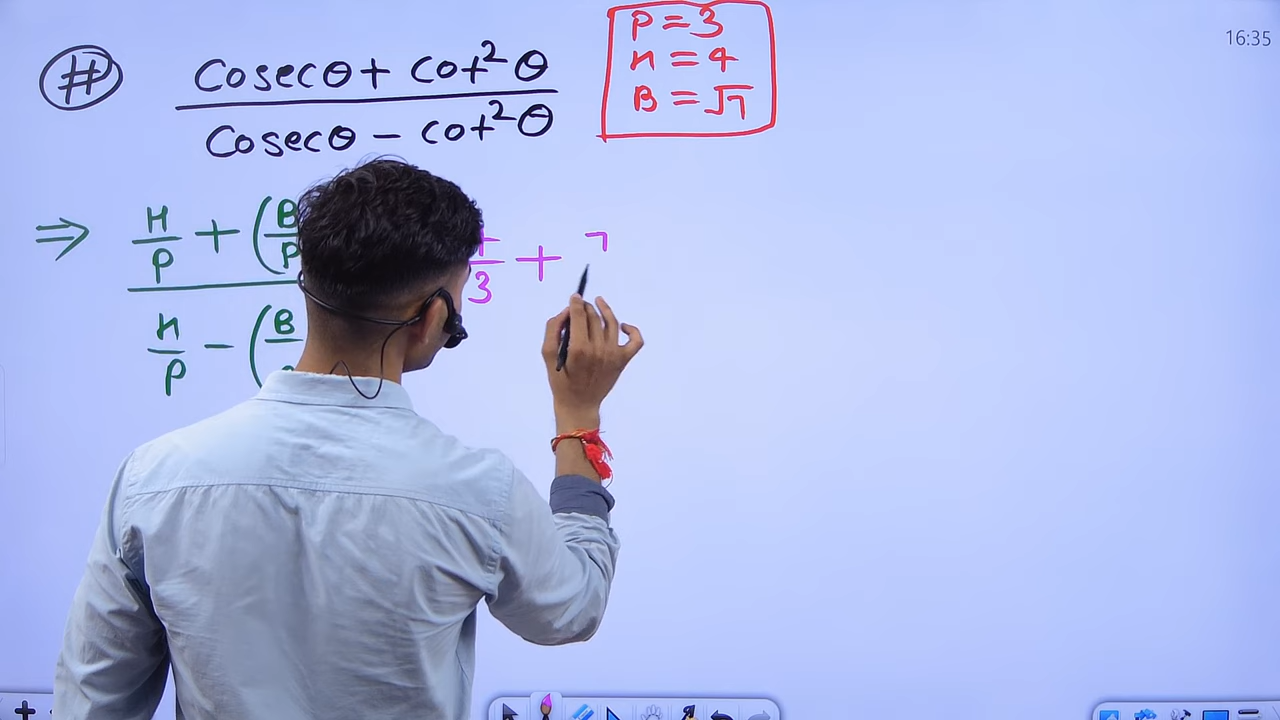 P = 3
16:35
H = 4
B = √7
# (cosecθ + cot²θ) / (cosecθ - cot²θ)
⇒ H/P + (B/P
H/P - (B/
/3 + 7